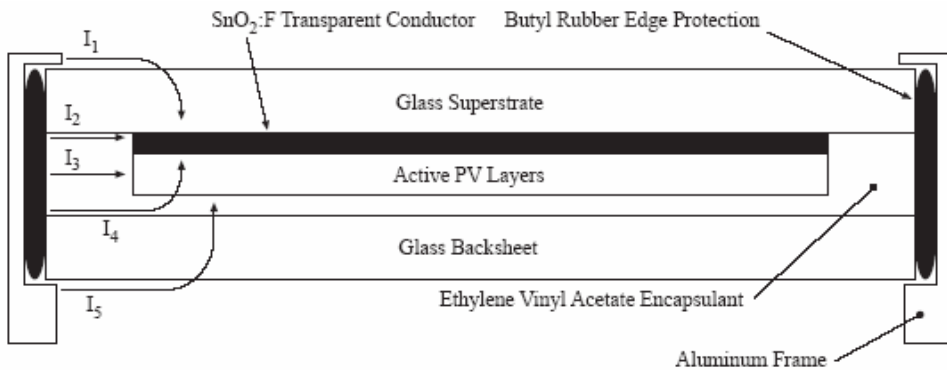 SnO₂:F Transparent Conductor
Butyl Rubber Edge Protection
I₁
Glass Superstrate
I₂
I₃
Active PV Layers
I₄
Glass Backsheet
I₅
Ethylene Vinyl Acetate Encapsulant
Aluminum Frame